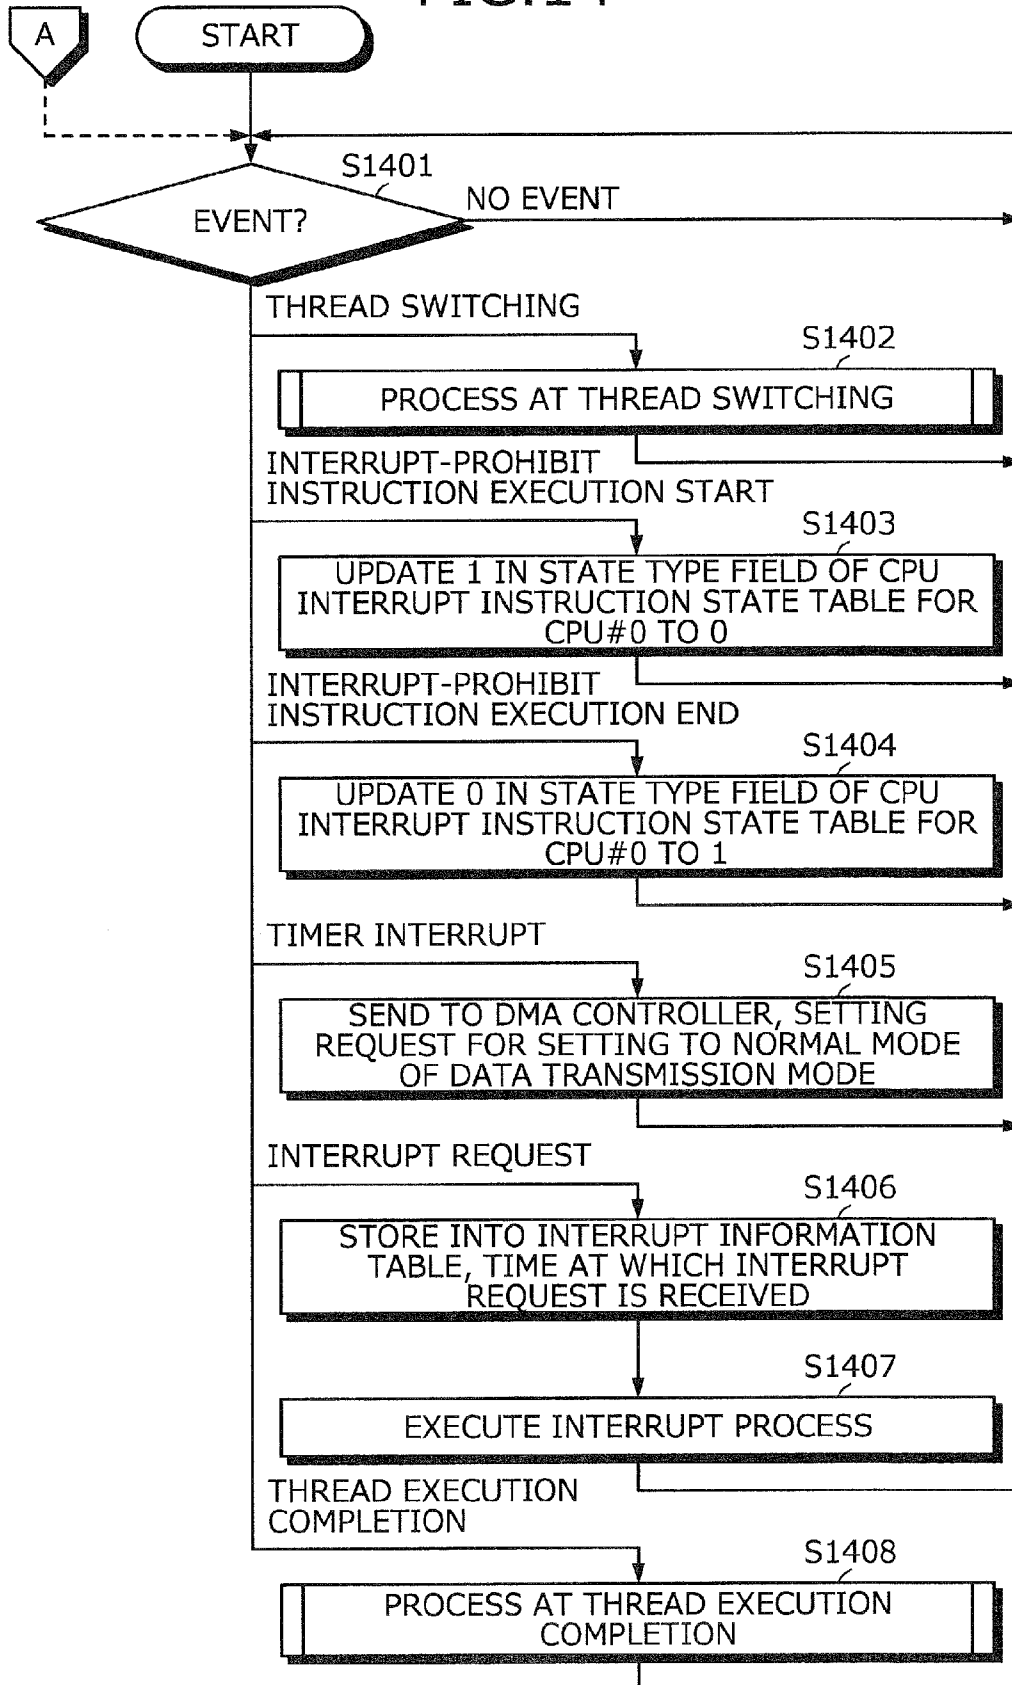 A
START
S1401
EVENT?
NO EVENT
THREAD SWITCHING
S1402
PROCESS AT THREAD SWITCHING
INTERRUPT-PROHIBIT
INSTRUCTION EXECUTION START
S1403
UPDATE 1 IN STATE TYPE FIELD OF CPU
INTERRUPT INSTRUCTION STATE TABLE FOR
CPU#0 TO 0
INTERRUPT-PROHIBIT
INSTRUCTION EXECUTION END
S1404
UPDATE 0 IN STATE TYPE FIELD OF CPU
INTERRUPT INSTRUCTION STATE TABLE FOR
CPU#0 TO 1
TIMER INTERRUPT
S1405
SEND TO DMA CONTROLLER, SETTING
REQUEST FOR SETTING TO NORMAL MODE
OF DATA TRANSMISSION MODE
INTERRUPT REQUEST
S1406
STORE INTO INTERRUPT INFORMATION
TABLE, TIME AT WHICH INTERRUPT
REQUEST IS RECEIVED
S1407
EXECUTE INTERRUPT PROCESS
THREAD EXECUTION
COMPLETION
S1408
PROCESS AT THREAD EXECUTION
COMPLETION